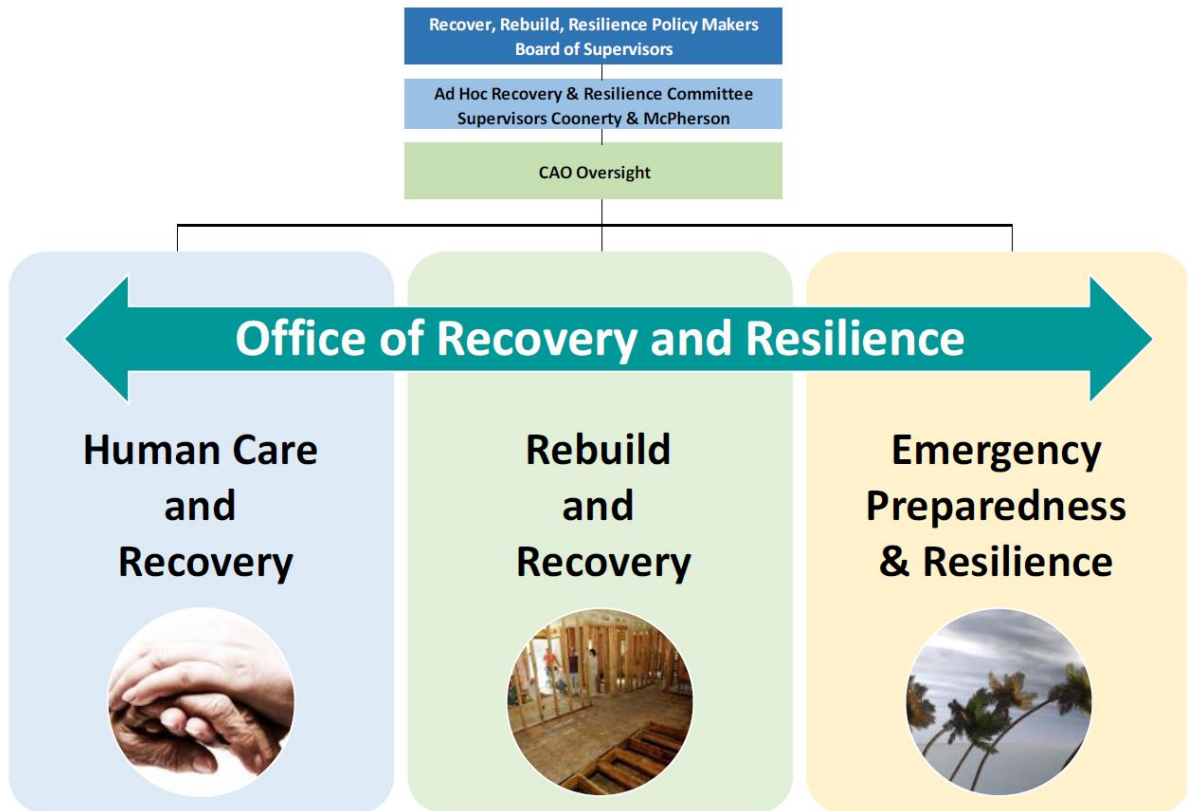 Recover, Rebuild, Resilience Policy Makers
Board of Supervisors
Ad Hoc Recovery & Resilience Committee
Supervisors Coonerty & McPherson
CAO Oversight
Office of Recovery and Resilience
Human Care
and
Recovery
Rebuild
and
Recovery
Emergency
Preparedness
& Resilience